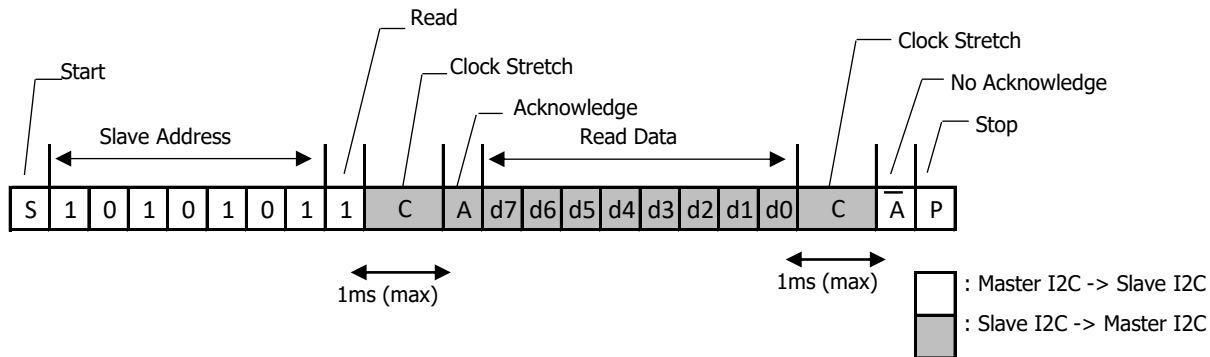 Read
Clock Stretch
Start
Clock Stretch
No Acknowledge
Acknowledge
Stop
Slave Address
Read Data
S 1 0 1 0 1 0 1 1 C A d7 d6 d5 d4 d3 d2 d1 d0 C A̅ P
1ms (max)
1ms (max)
: Master I2C -> Slave I2C
: Slave I2C -> Master I2C